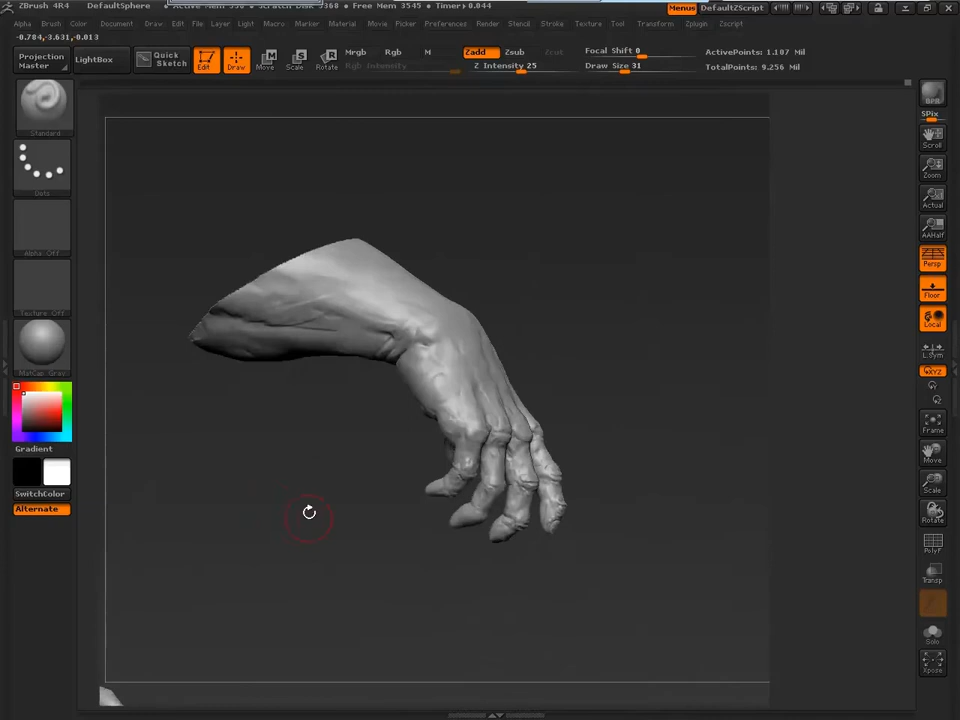 ZBrush 4R4 DefaultSphere • Free Mem 3545 • Timer▸0.044 Menus DefaultZScript
Alpha Brush Color Document Draw Edit File Layer Light Macro Marker Material Movie Picker Preferences Render Stencil Stroke Texture Tool Transform Zplugin Zscript
-0.784,-3.631,-0.013
Projection Master
LightBox
Quick Sketch
Edit
Draw
Move
Scale
Rotate
Mrgb Rgb M
Rgb Intensity
Zadd Zsub Zcut
Z Intensity 25
Focal Shift 0
Draw Size 31
ActivePoints: 1.107 Mil
TotalPoints: 9.256 Mil
Standard
Dots
Alpha Off
Texture Off
MatCap Gray
Gradient
SwitchColor
Alternate
BPR
SPix
Scroll
Zoom
Actual
AAHalf
Persp
Floor
Local
L.Sym
XYZ
Frame
Move
Scale
Rotate
PolyF
Transp
Solo
Xpose